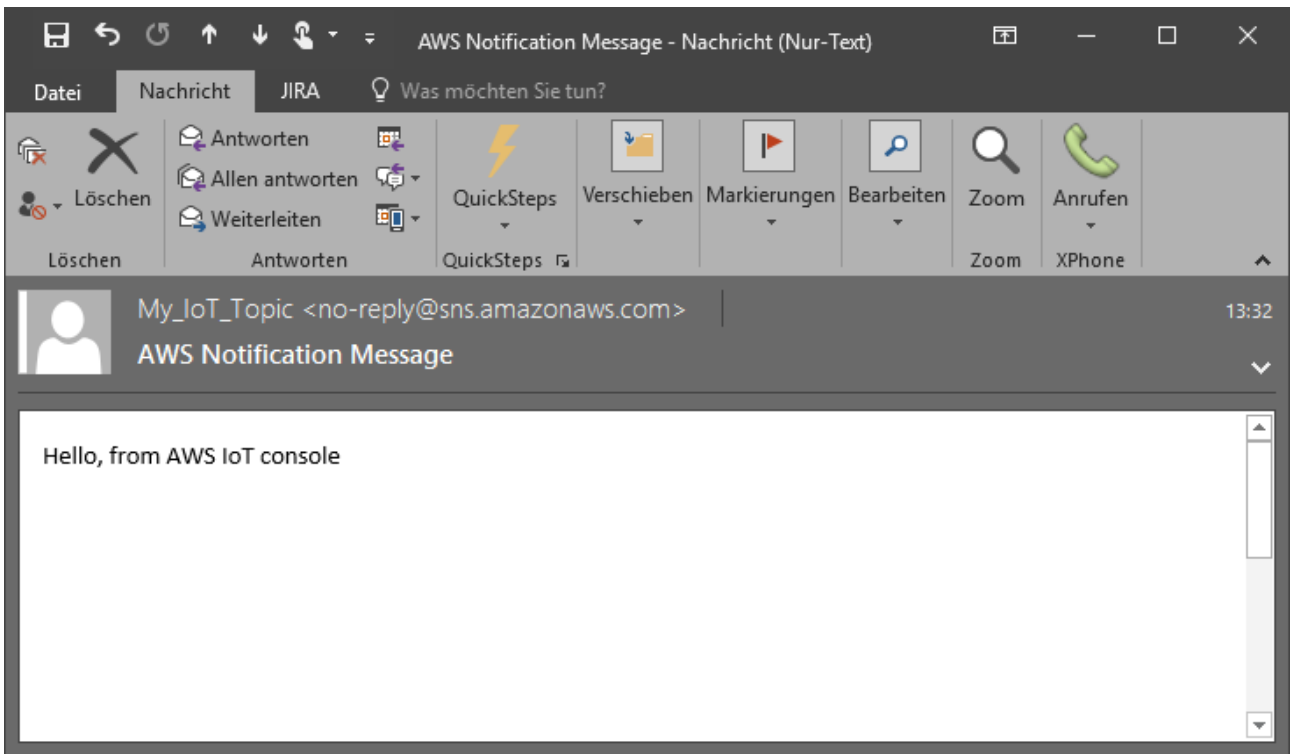 AWS Notification Message - Nachricht (Nur-Text)
Datei Nachricht JIRA Was möchten Sie tun?
Löschen
Antworten
Allen antworten
Weiterleiten
QuickSteps
Verschieben
Markierungen
Bearbeiten
Zoom
Anrufen
Löschen Antworten QuickSteps Zoom XPhone
My_IoT_Topic <no-reply@sns.amazonaws.com> 13:32
AWS Notification Message
Hello, from AWS IoT console